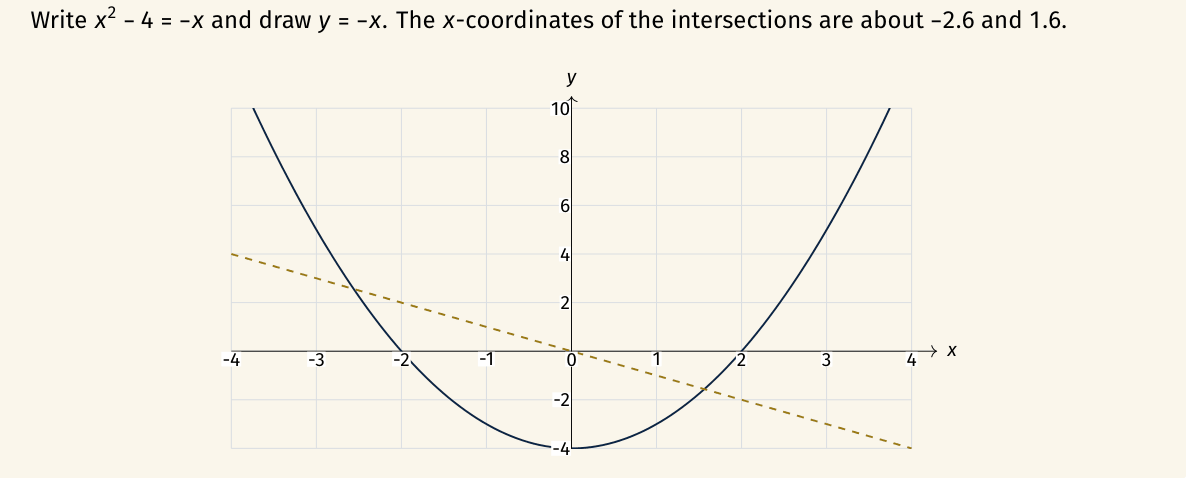 Write x² – 4 = –x and draw y = –x. The x-coordinates of the intersections are about –2.6 and 1.6.
y
10
8
6
4
2
-4 -3 -2 -1 0 1 2 3 4 x
-2
-4